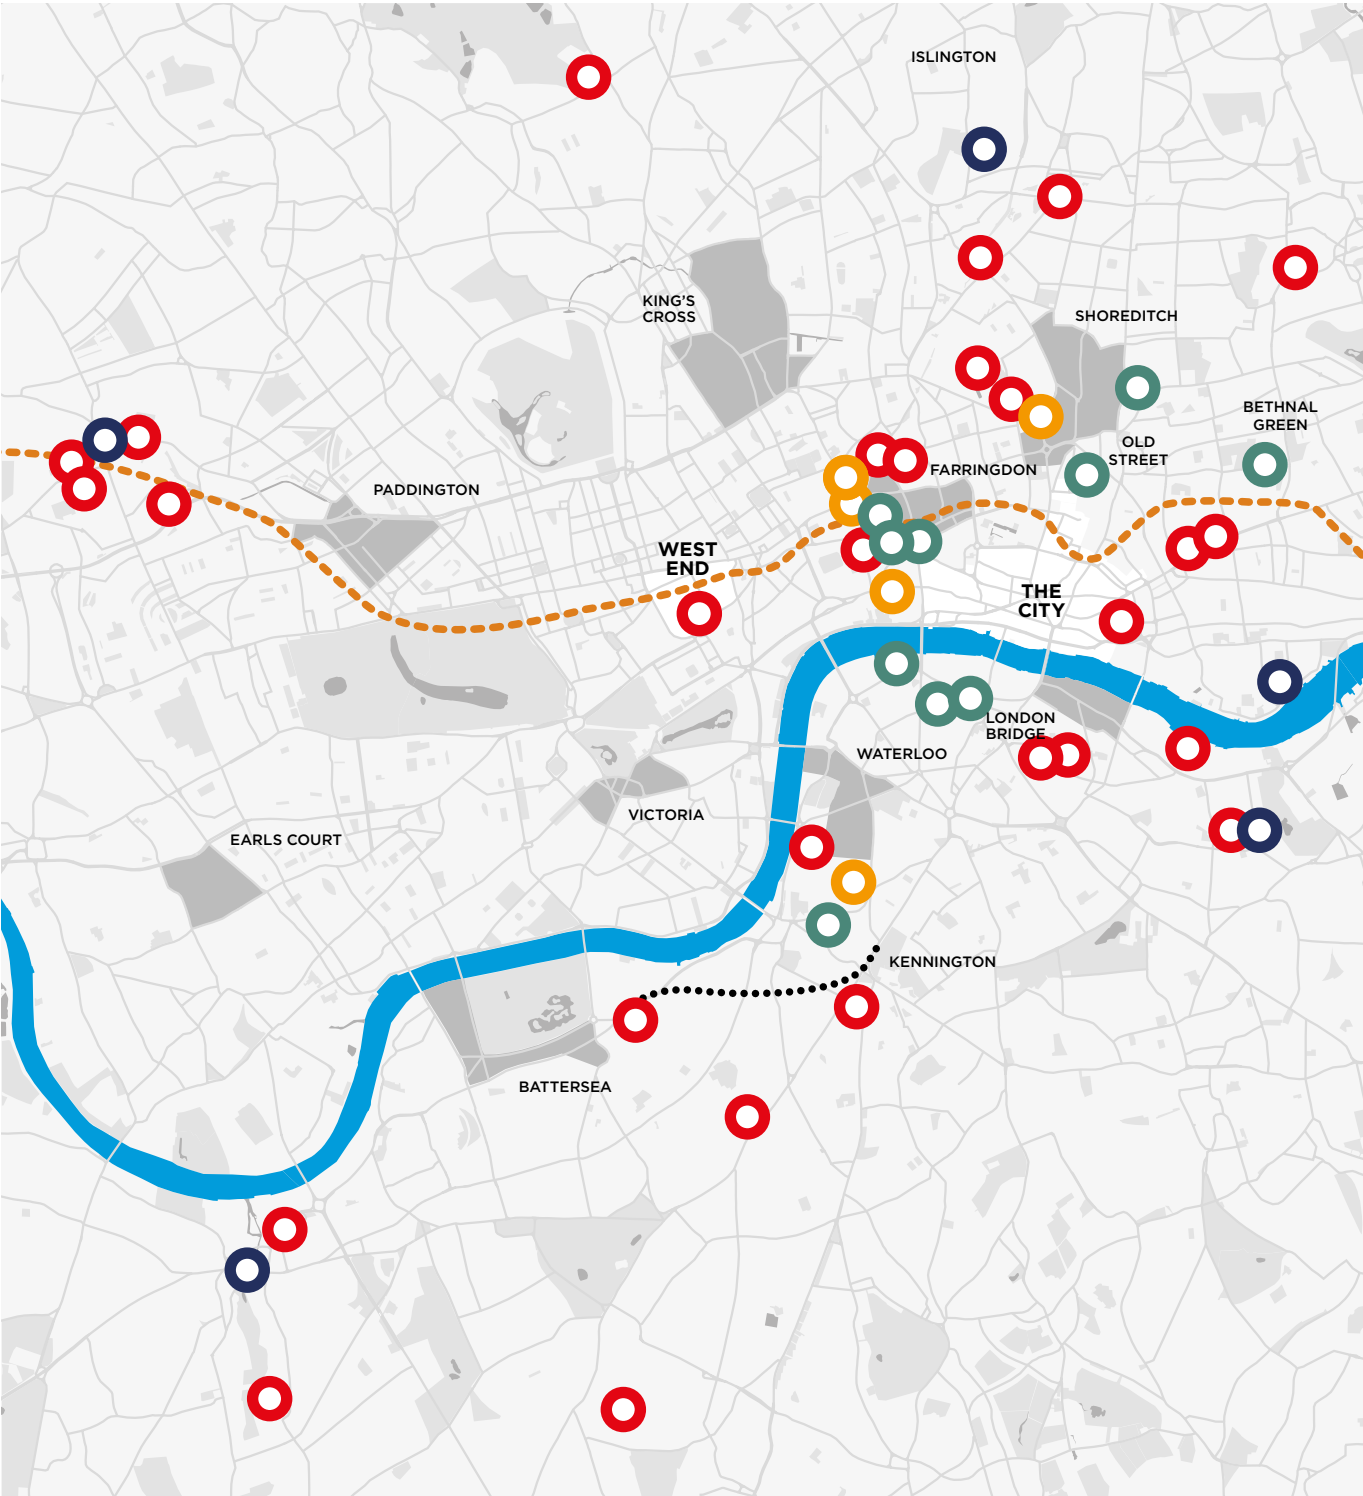 ISLINGTON
KING'S
CROSS
SHOREDITCH
BETHNAL
GREEN
OLD
STREET
FARRINGDON
PADDINGTON
WEST
END
THE
CITY
LONDON
BRIDGE
WATERLOO
VICTORIA
EARLS COURT
KENNINGTON
BATTERSEA